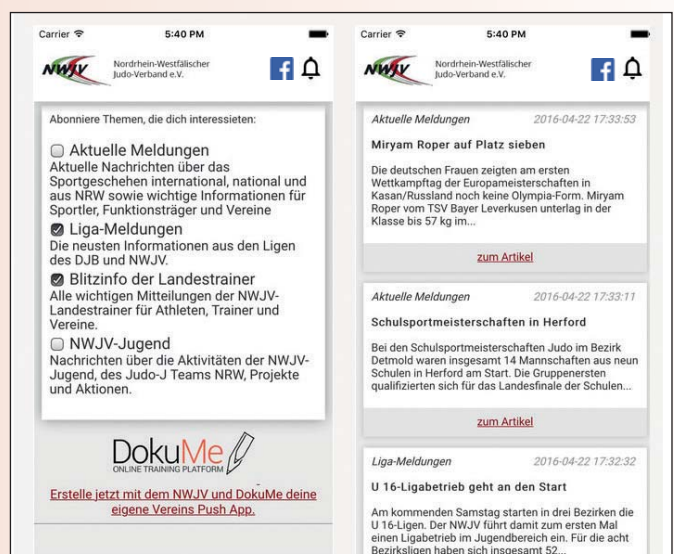 Carrier 5:40 PM
NWJV Nordrhein-Westfälischer
Judo-Verband e.V.
f
Abonniere Themen, die dich interessieten:
Aktuelle Meldungen
Aktuelle Nachrichten über das
Sportgeschehen international, national und
aus NRW sowie wichtige Informationen für
Sportler, Funktionsträger und Vereine
Liga-Meldungen
Die neusten Informationen aus den Ligen
des DJB und NWJV.
Blitzinfo der Landestrainer
Alle wichtigen Mitteilungen der NWJV-
Landestrainer für Athleten, Trainer und
Vereine.
NWJV-Jugend
Nachrichten über die Aktivitäten der NWJV-
Jugend, des Judo-J Teams NRW, Projekte
und Aktionen.
DokuMe
ONLINE TRAINING PLATFORM
Erstelle jetzt mit dem NWJV und DokuMe deine
eigene Vereins Push App.
Carrier 5:40 PM
NWJV Nordrhein-Westfälischer
Judo-Verband e.V.
f
Aktuelle Meldungen 2016-04-22 17:33:53
Miryam Roper auf Platz sieben
Die deutschen Frauen zeigten am ersten
Wettkampftag der Europameisterschaften in
Kasan/Russland noch keine Olympia-Form. Miryam
Roper vom TSV Bayer Leverkusen unterlag in der
Klasse bis 57 kg im...
zum Artikel
Aktuelle Meldungen 2016-04-22 17:33:11
Schulsportmeisterschaften in Herford
Bei den Schulsportmeisterschaften Judo im Bezirk
Detmold waren insgesamt 14 Mannschaften aus neun
Schulen in Herford am Start. Die Gruppenersten
qualifizierten sich für das Landesfinale der Schulen...
zum Artikel
Liga-Meldungen 2016-04-22 17:32:32
U 16-Ligabetrieb geht an den Start
Am kommenden Samstag starten in drei Bezirken die
U 16-Ligen. Der NWJV führt damit zum ersten Mal
einen Ligabetrieb im Jugendbereich ein. Für die acht
Bezirksligen haben sich insgesamt 52...